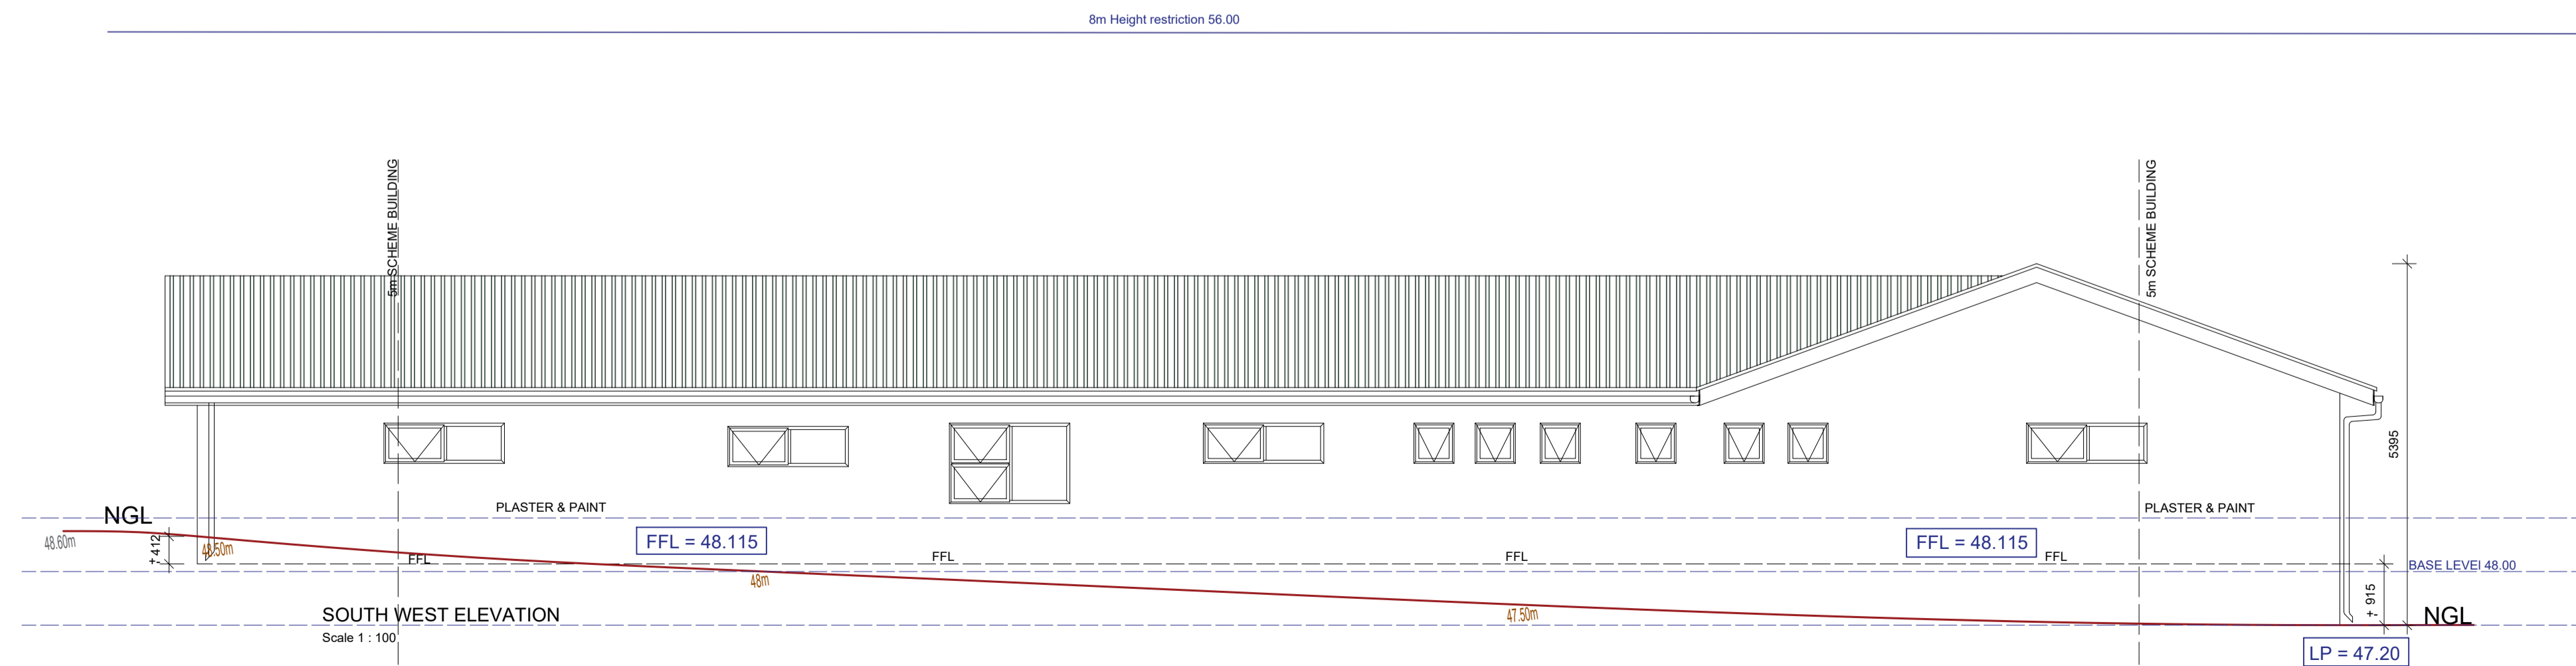 8m Height restriction 56.00
5m SCHEME BUILDING
5m SCHEME BUILDING
5395
NGL
PLASTER & PAINT
PLASTER & PAINT
48.60m
+-412
48.50m
FFL
FFL = 48.115
FFL
FFL
FFL = 48.115
FFL
BASE LEVEl 48.00
48m
+- 915
SOUTH WEST ELEVATION
47.50m
NGL
Scale 1 : 100
LP = 47.20